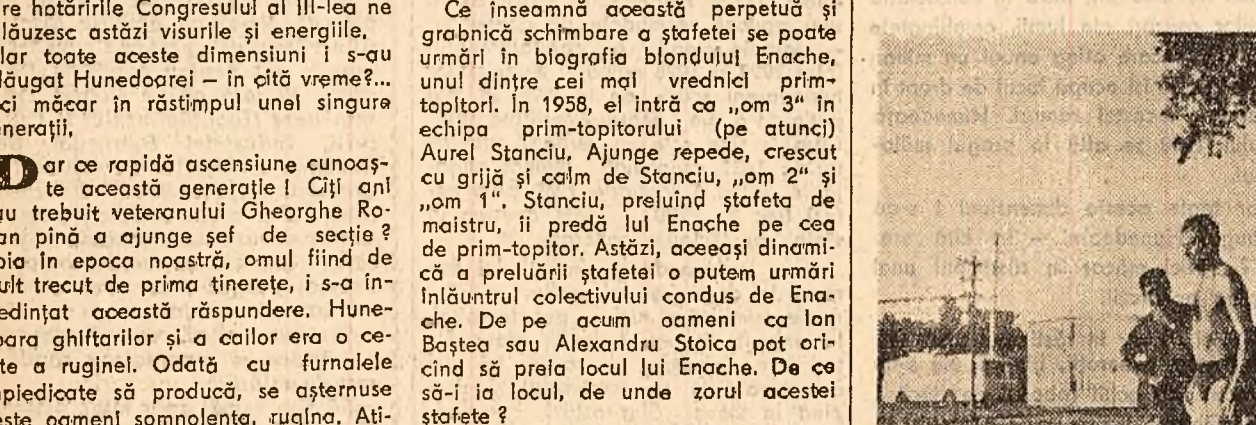 re hotărîrile Congresului al III-lea ne
lăuzesc astăzi visurile și energiile.
Iar toate aceste dimensiuni i s-au
lăugat Hunedoarei — în cîtă vreme?...
ci măcar în răstimpul unei singure
nerații.
Dar ce rapidă ascensiune cunoaș-
te această generație! Cîți ani
au trebuit veteranului Gheorghe Ro-
an pînă a ajunge șef de secție?
bia în epoca noastră, omul fiind de
ult trecut de prima tinerețe, i s-a în-
edințat această răspundere. Hune-
oara ghiftarilor și a cailor era o ce-
te a ruginei. Odată cu furnalele
piedicate să producă, se așternuse
este oameni somnolența, rugina. Ati-
Ce înseamnă această perpetuă și
grabnică schimbare a ștafetei se poate
urmări în biografia blondului Enache,
unul dintre cei mai vrednici prim-
topitori. În 1958, el intră ca „om 3" în
echipa prim-topitorului (pe atunci)
Aurel Stanciu. Ajunge repede, crescut
cu grijă și calm de Stanciu, „om 2" și
„om 1". Stanciu, preluînd ștafeta de
maistru, îi predă lui Enache pe cea
de prim-topitor. Astăzi, aceeași dinami-
că a preluării ștafetei o putem urmări
înlăuntrul colectivului condus de Ena-
che. De pe acum oameni ca Ion
Baștea sau Alexandru Stoica pot ori-
cînd să preia locul lui Enache. De ce
să-i ia locul, de unde zorul acestei
ștafete?